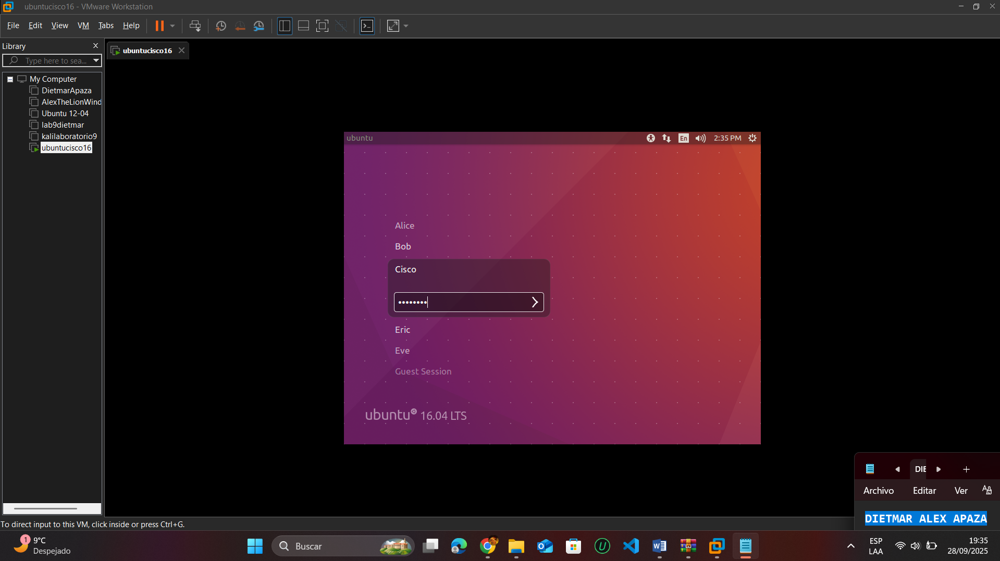 ubuntucisco16 - VMware Workstation
File Edit View VM Tabs Help
Library
ubuntucisco16
Type here to sea...
My Computer
DietmarApaza
AlexTheLionWind
Ubuntu 12-04
lab9dietmar
kalilaboratorio9
ubuntucisco16
ubuntu
En
2:35 PM
Alice
Bob
Cisco
••••••••
Eric
Eve
Guest Session
ubuntu® 16.04 LTS
DIE
Archivo Editar Ver
DIETMAR ALEX APAZA
To direct input to this VM, click inside or press Ctrl+G.
1
9°C
Despejado
Buscar
ESP
LAA
19:35
28/09/2025